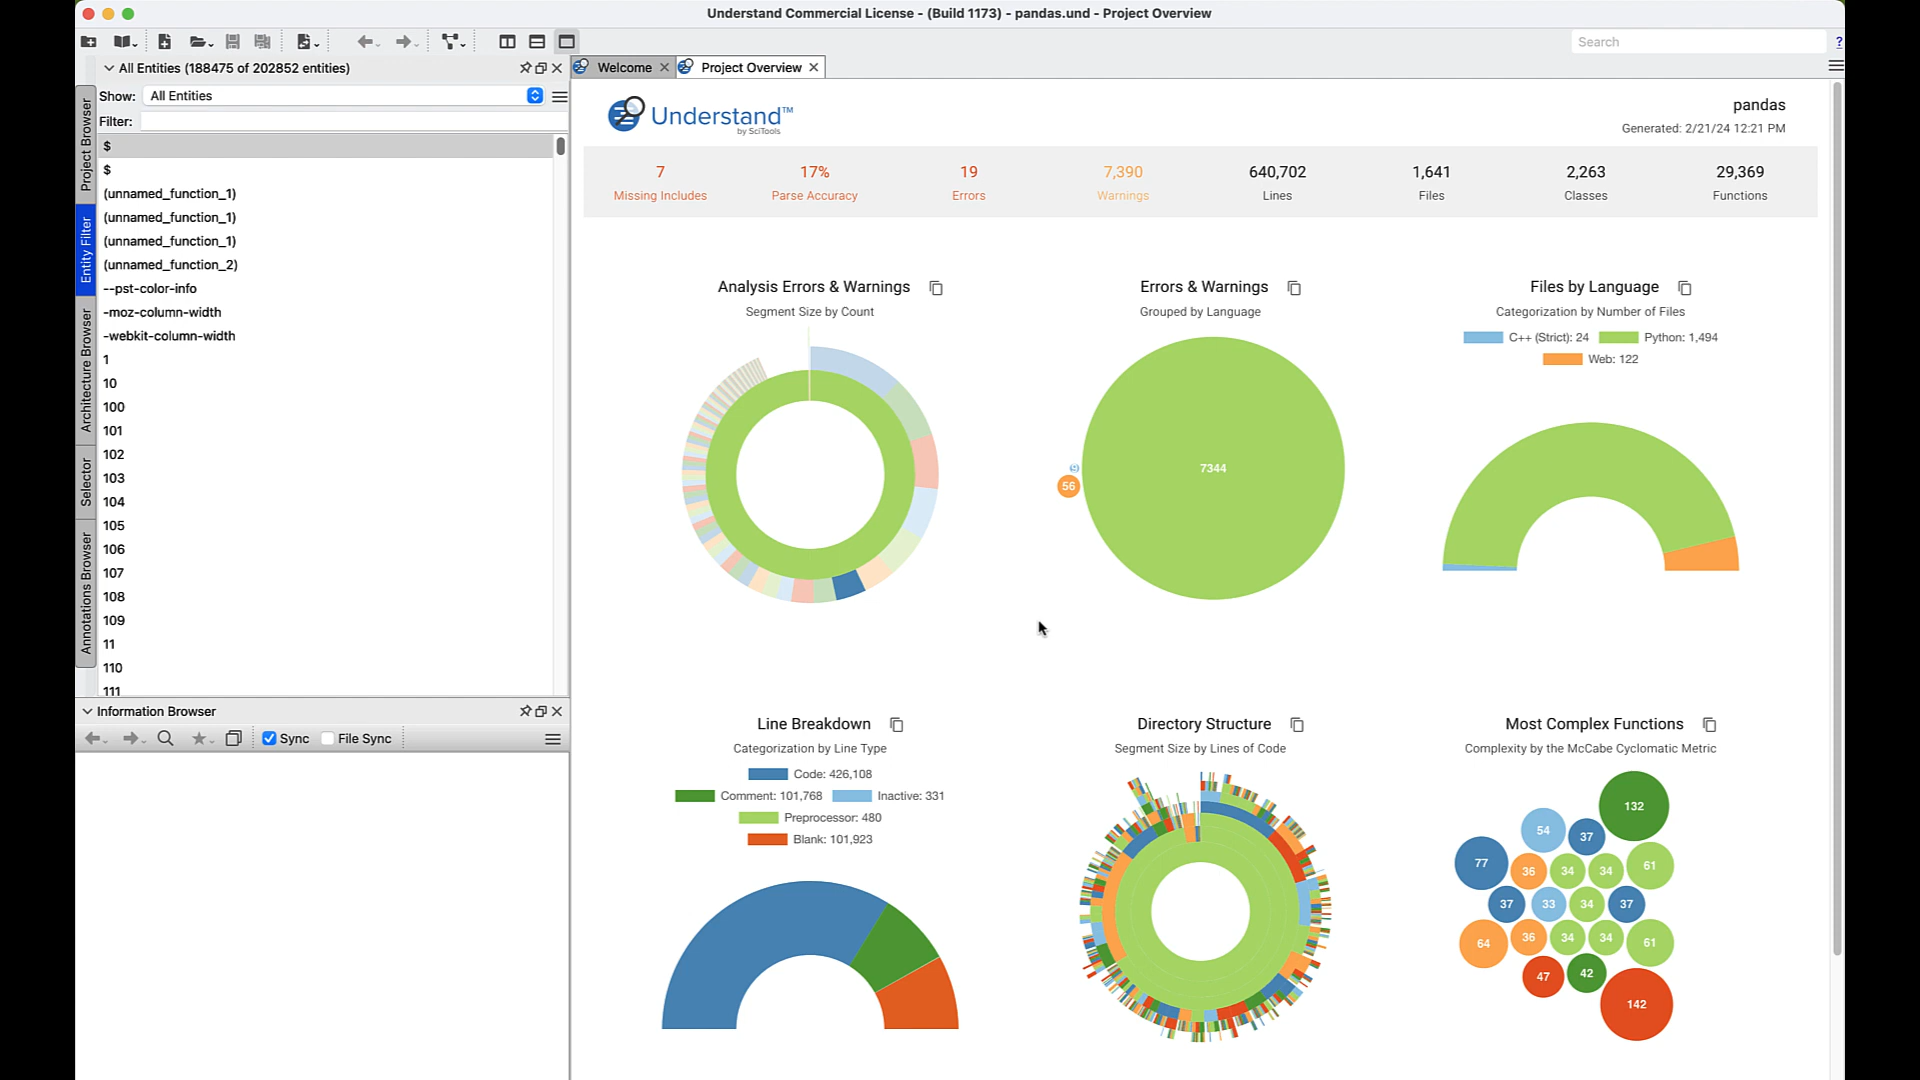 Understand Commercial License - (Build 1173) - pandas.und - Project Overview
Search
?
All Entities (188475 of 202852 entities)
Show: All Entities
Filter:
Project Browser
Entity Filter
Architecture Browser
Selector
Annotations Browser
$
$
(unnamed_function_1)
(unnamed_function_1)
(unnamed_function_1)
(unnamed_function_2)
--pst-color-info
-moz-column-width
-webkit-column-width
1
10
100
101
102
103
104
105
106
107
108
109
11
110
111
Information Browser
Sync File Sync
Welcome
Project Overview
Understand™
by SciTools
pandas
Generated: 2/21/24 12:21 PM
7 17% 19 7,390 640,702 1,641 2,263 29,369
Missing Includes Parse Accuracy Errors Warnings Lines Files Classes Functions
Analysis Errors & Warnings
Segment Size by Count
Errors & Warnings
Grouped by Language
7344
9
56
Files by Language
Categorization by Number of Files
C++ (Strict): 24 Python: 1,494
Web: 122
Line Breakdown
Categorization by Line Type
Code: 426,108
Comment: 101,768 Inactive: 331
Preprocessor: 480
Blank: 101,923
Directory Structure
Segment Size by Lines of Code
Most Complex Functions
Complexity by the McCabe Cyclomatic Metric
132
54 37
77 36 34 34 61
37 33 34 37
64 36 34 34 61
47 42
142